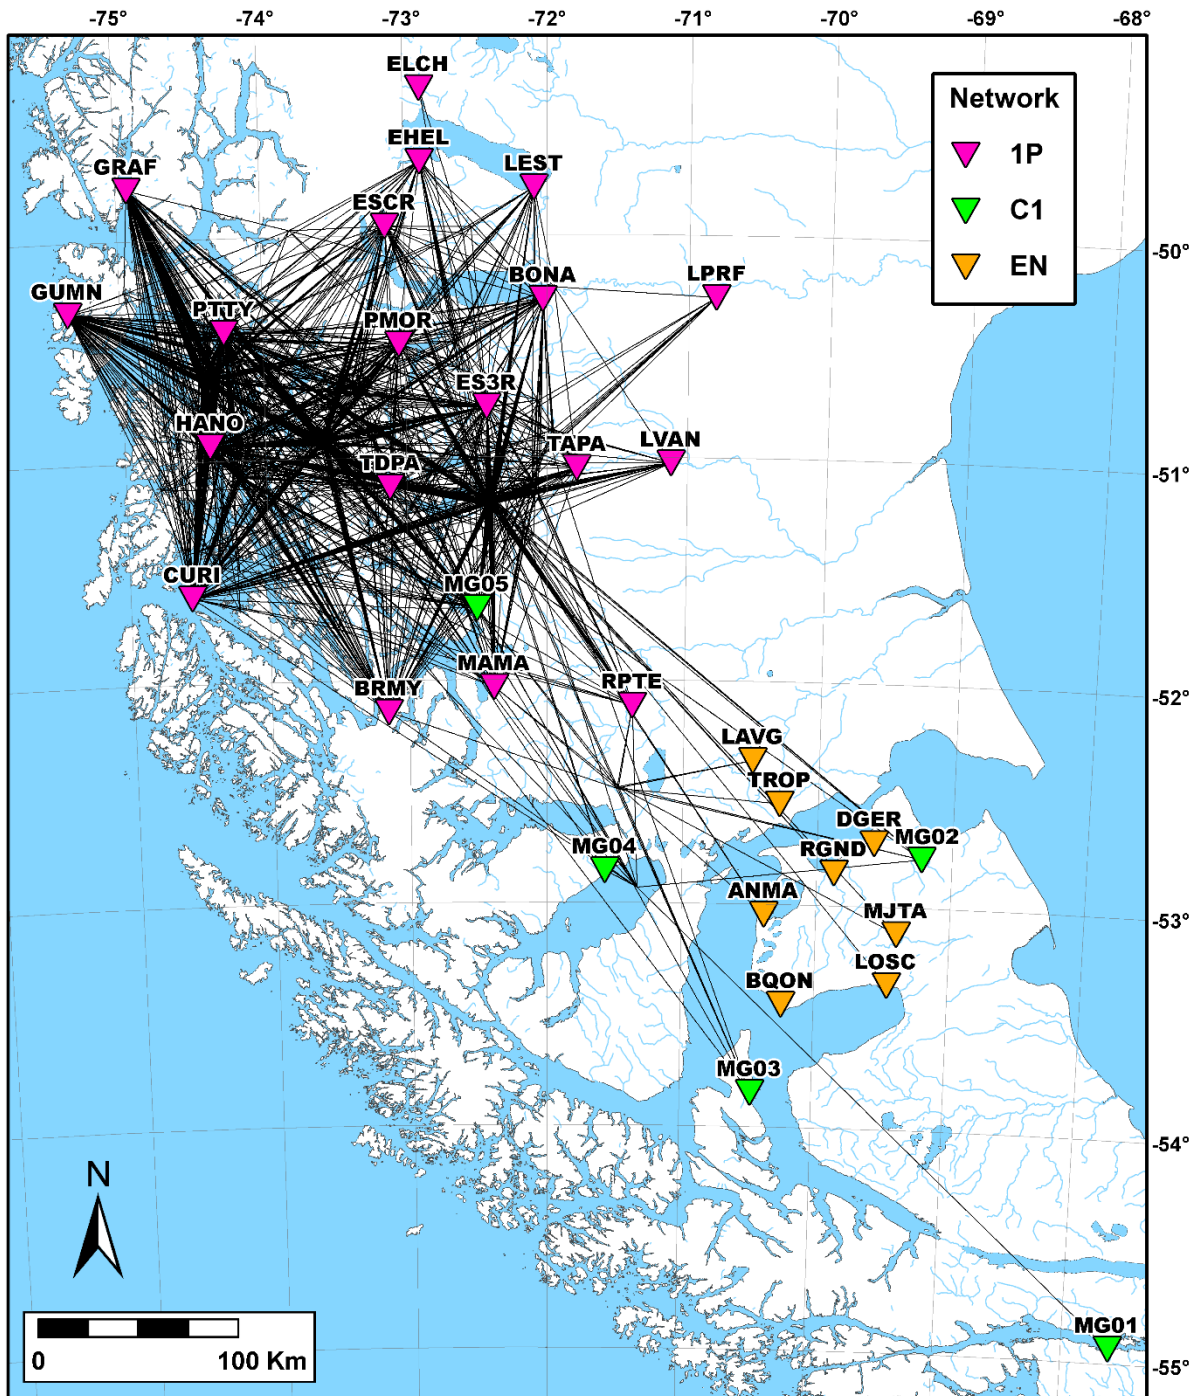 -75° -74° -73° -72° -71° -70° -69° -68°
ELCH
Network
1P
C1
EN
EHEL
LEST
GRAF
ESCR
-50°
BONA
LPRF
GUMN
PTTY
PMOR
ES3R
HANO
TAPA
LVAN
TDPA
-51°
CURI
MG05
MAMA
BRMY
RPTE
-52°
LAVG
TROP
DGER
MG02
MG04
RGND
ANMA
MJTA
-53°
LOSC
BQON
MG03
-54°
N
MG01
0 100 Km
-55°